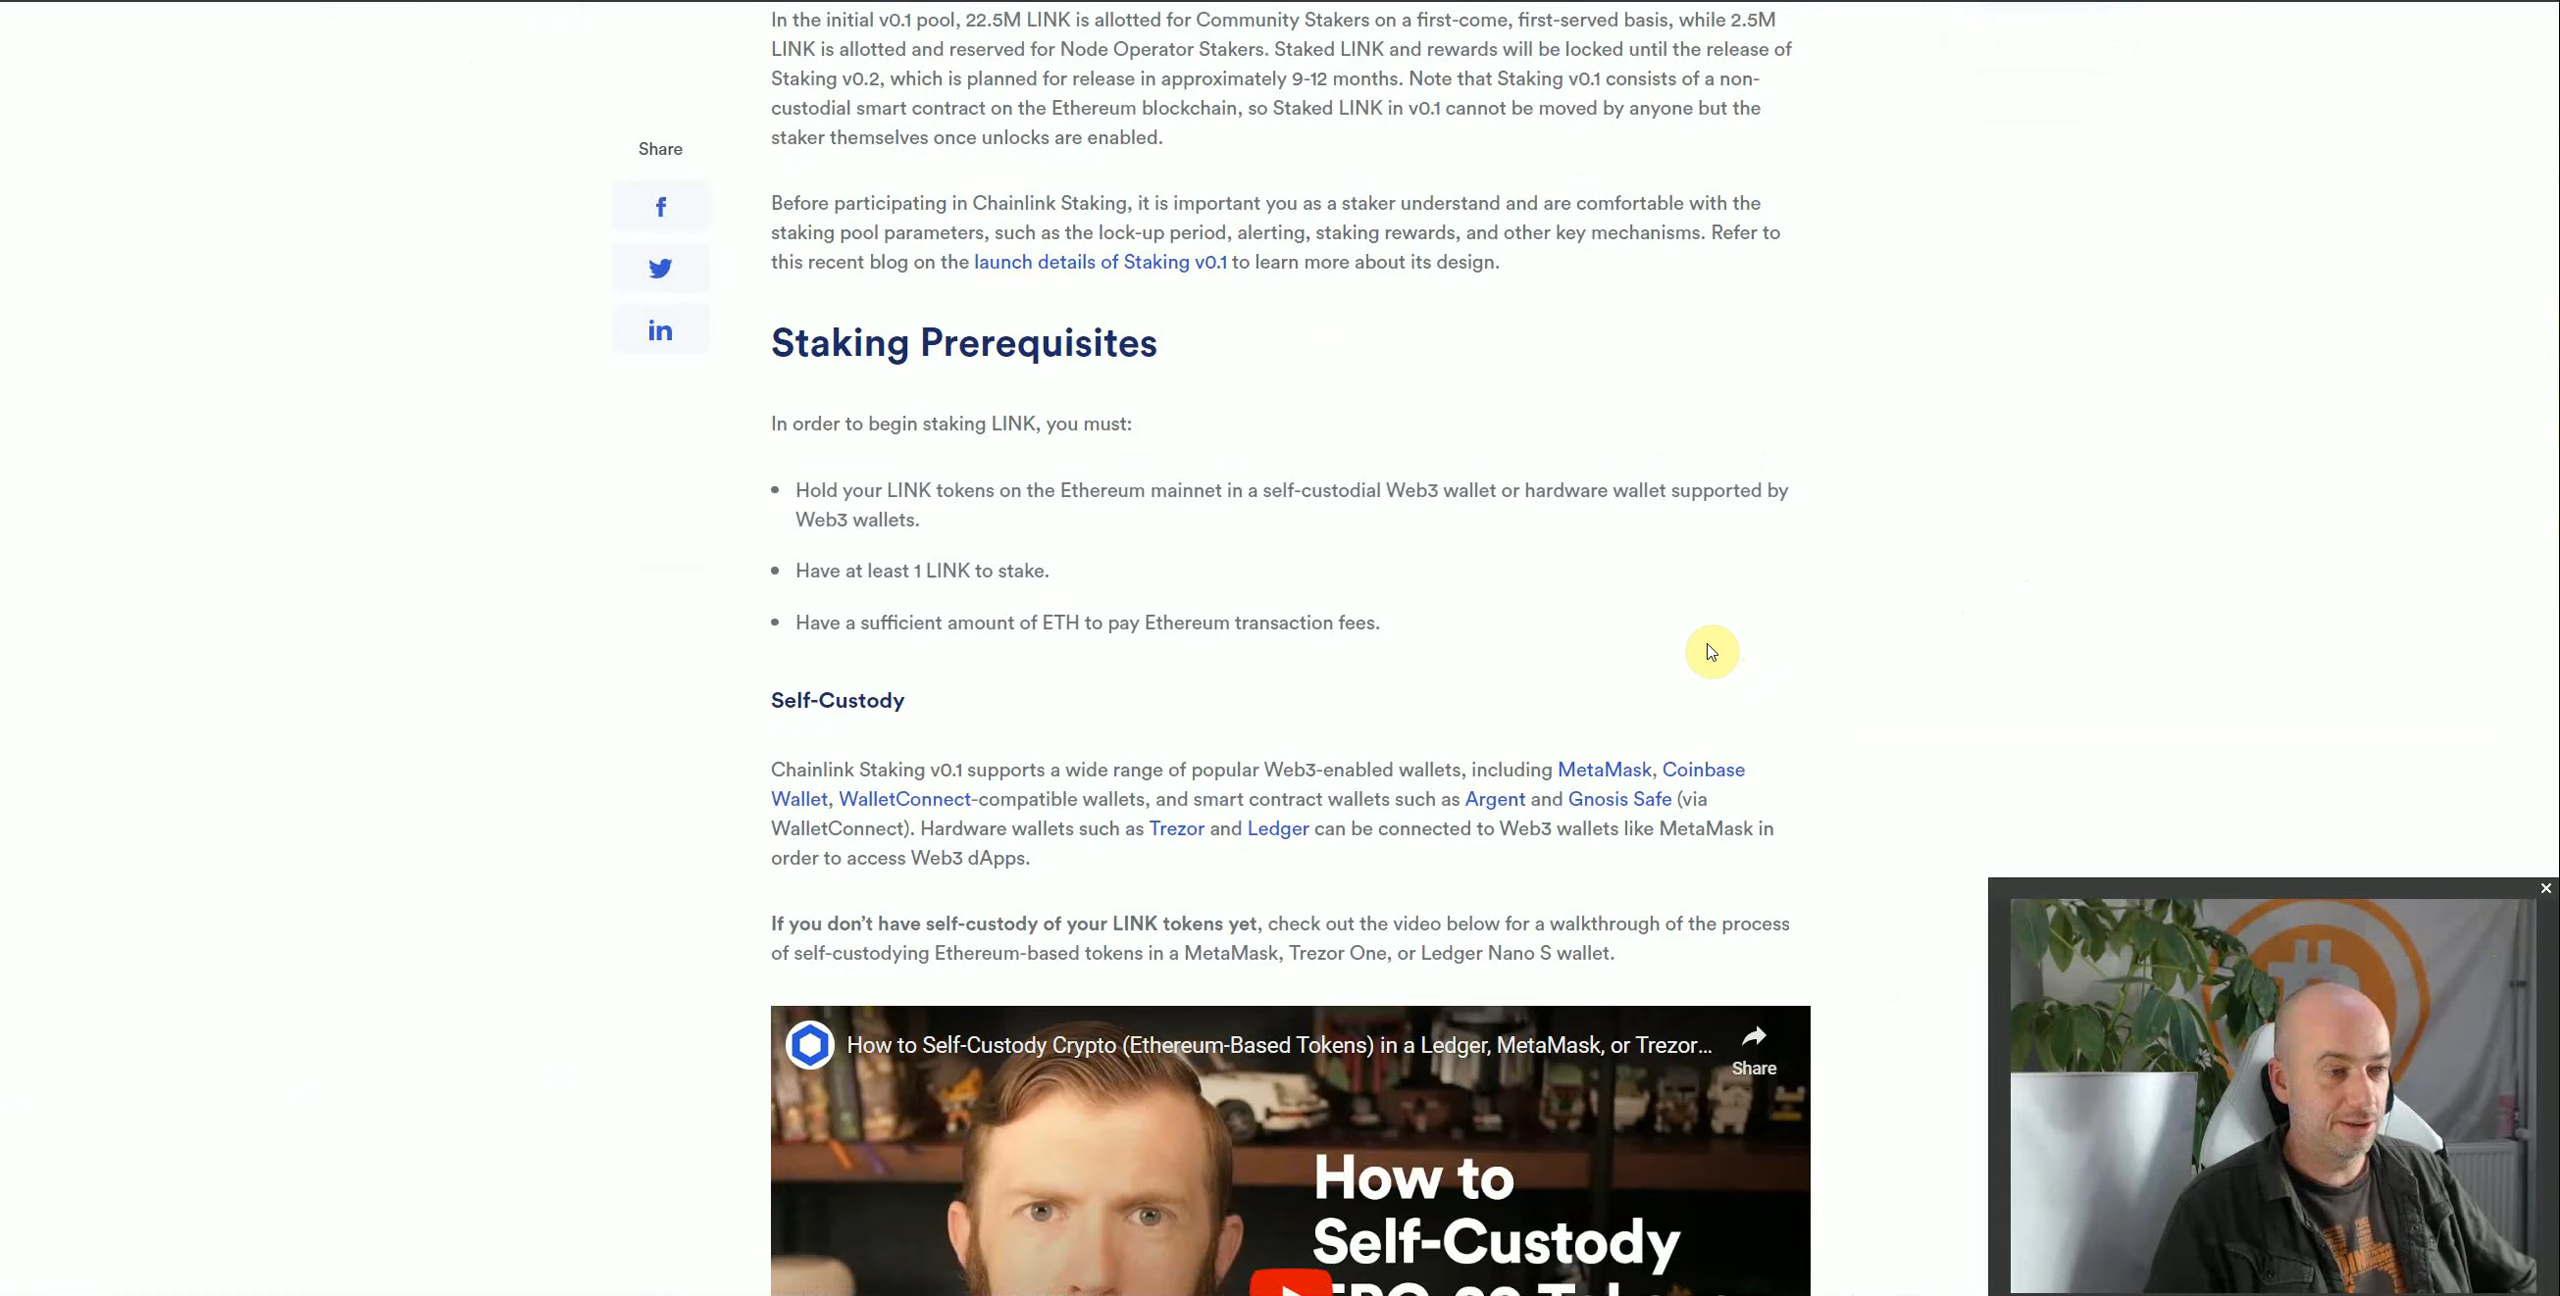 In the initial v0.1 pool, 22.5M LINK is allotted for Community Stakers on a first-come, first-served basis, while 2.5M
LINK is allotted and reserved for Node Operator Stakers. Staked LINK and rewards will be locked until the release of
Staking v0.2, which is planned for release in approximately 9-12 months. Note that Staking v0.1 consists of a non-
custodial smart contract on the Ethereum blockchain, so Staked LINK in v0.1 cannot be moved by anyone but the
staker themselves once unlocks are enabled.
Share
f
in
Before participating in Chainlink Staking, it is important you as a staker understand and are comfortable with the
staking pool parameters, such as the lock-up period, alerting, staking rewards, and other key mechanisms. Refer to
this recent blog on the launch details of Staking v0.1 to learn more about its design.
Staking Prerequisites
In order to begin staking LINK, you must:
Hold your LINK tokens on the Ethereum mainnet in a self-custodial Web3 wallet or hardware wallet supported by
Web3 wallets.
Have at least 1 LINK to stake.
Have a sufficient amount of ETH to pay Ethereum transaction fees.
Self-Custody
Chainlink Staking v0.1 supports a wide range of popular Web3-enabled wallets, including MetaMask, Coinbase
Wallet, WalletConnect-compatible wallets, and smart contract wallets such as Argent and Gnosis Safe (via
WalletConnect). Hardware wallets such as Trezor and Ledger can be connected to Web3 wallets like MetaMask in
order to access Web3 dApps.
If you don't have self-custody of your LINK tokens yet, check out the video below for a walkthrough of the process
of self-custodying Ethereum-based tokens in a MetaMask, Trezor One, or Ledger Nano S wallet.
How to Self-Custody Crypto (Ethereum-Based Tokens) in a Ledger, MetaMask, or Trezor...
Share
How to
Self-Custody